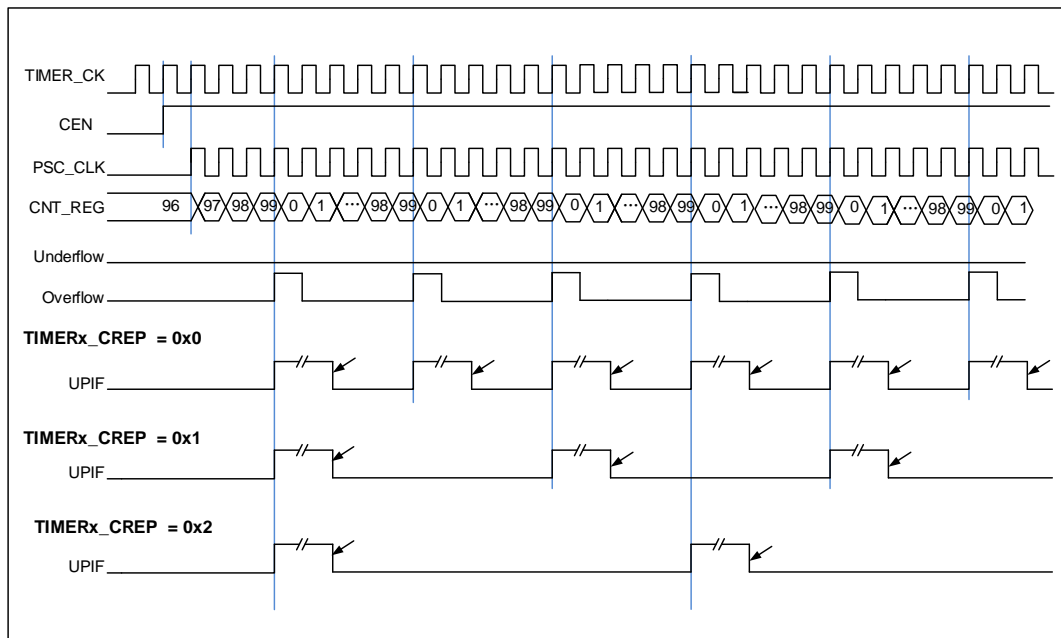 TIMER_CK
CEN
PSC_CLK
CNT_REG 96 97 98 99 0 1 ... 98 99 0 1 ... 98 99 0 1 ... 98 99 0 1 ... 98 99 0 1 ... 98 99 0 1
Underflow
Overflow
TIMERx_CREP = 0x0
UPIF
TIMERx_CREP = 0x1
UPIF
TIMERx_CREP = 0x2
UPIF